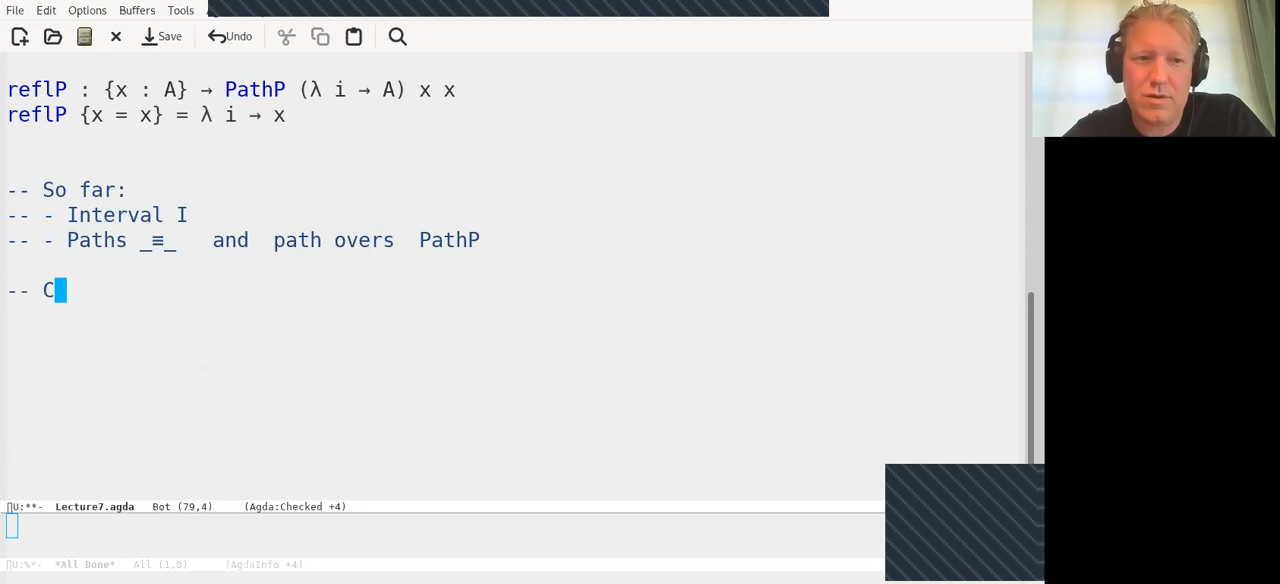 File Edit Options Buffers Tools
Save Undo
reflP : {x : A} → PathP (λ i → A) x x
reflP {x = x} = λ i → x
-- So far:
-- - Interval I
-- - Paths _≡_ and path overs PathP
-- C
U:**- Lecture7.agda Bot (79,4) (Agda:Checked +4)
U:%*- *All Done* All (1,0) (AgdaInfo +4)